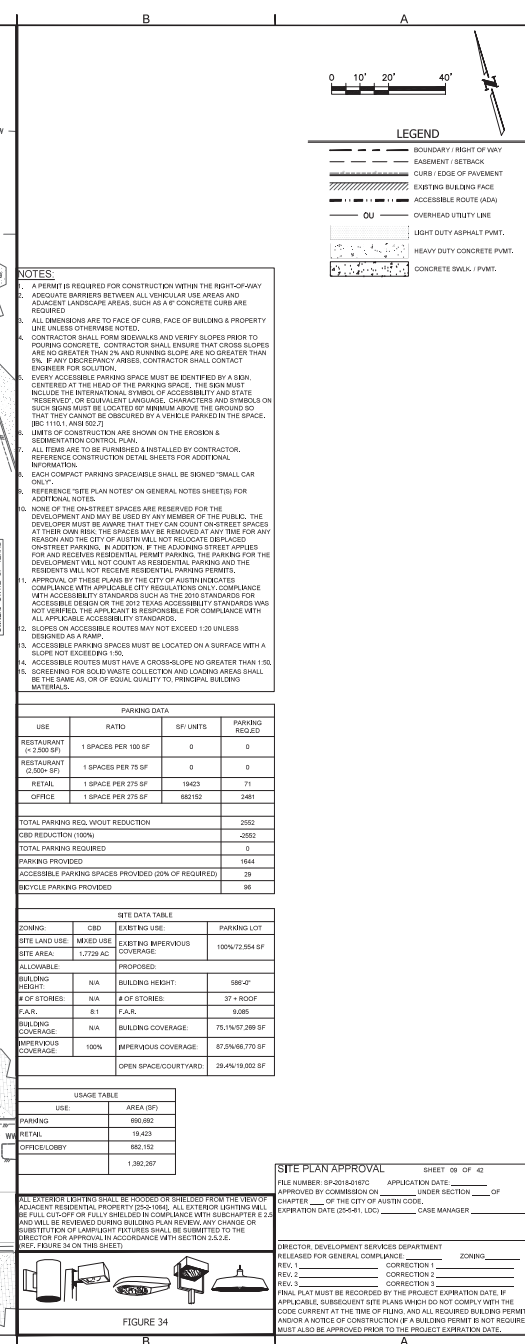 B
A
0 10' 20' 40'
N
LEGEND
BOUNDARY / RIGHT OF WAY
EASEMENT / SETBACK
CURB / EDGE OF PAVEMENT
EXISTING BUILDING FACE
ACCESSIBLE ROUTE (ADA)
OU OVERHEAD UTILITY LINE
LIGHT DUTY ASPHALT PVMT.
HEAVY DUTY CONCRETE PVMT.
CONCRETE SWLK. / PVMT.
NOTES:
1. A PERMIT IS REQUIRED FOR CONSTRUCTION WITHIN THE RIGHT-OF-WAY
2. ADEQUATE BARRIERS BETWEEN ALL VEHICULAR USE AREAS AND
ADJACENT LANDSCAPE AREAS, SUCH AS A 6" CONCRETE CURB ARE
REQUIRED
3. ALL DIMENSIONS ARE TO FACE OF CURB, FACE OF BUILDING & PROPERTY
LINE UNLESS OTHERWISE NOTED.
4. CONTRACTOR SHALL FORM SIDEWALKS AND VERIFY SLOPES PRIOR TO
POURING CONCRETE. CONTRACTOR SHALL ENSURE THAT CROSS SLOPES
ARE NO GREATER THAN 2% AND RUNNING SLOPE ARE NO GREATER THAN
5%. IF ANY DISCREPANCY ARISES, CONTRACTOR SHALL CONTACT
ENGINEER FOR SOLUTION.
5. EVERY ACCESSIBLE PARKING SPACE MUST BE IDENTIFIED BY A SIGN,
CENTERED AT THE HEAD OF THE PARKING SPACE. THE SIGN MUST
INCLUDE THE INTERNATIONAL SYMBOL OF ACCESSIBILITY AND STATE
"RESERVED", OR EQUIVALENT LANGUAGE. CHARACTERS AND SYMBOLS ON
SUCH SIGNS MUST BE LOCATED 60" MINIMUM ABOVE THE GROUND SO
THAT THEY CANNOT BE OBSCURED BY A VEHICLE PARKED IN THE SPACE.
[IBC 1110.1, ANSI 502.7]
6. LIMITS OF CONSTRUCTION ARE SHOWN ON THE EROSION &
SEDIMENTATION CONTROL PLAN.
7. ALL ITEMS ARE TO BE FURNISHED & INSTALLED BY CONTRACTOR.
REFERENCE CONSTRUCTION DETAIL SHEETS FOR ADDITIONAL
INFORMATION.
8. EACH COMPACT PARKING SPACE/AISLE SHALL BE SIGNED "SMALL CAR
ONLY".
9. REFERENCE "SITE PLAN NOTES" ON GENERAL NOTES SHEET(S) FOR
ADDITIONAL NOTES.
10. NONE OF THE ON-STREET SPACES ARE RESERVED FOR THE
DEVELOPMENT AND MAY BE USED BY ANY MEMBER OF THE PUBLIC. THE
DEVELOPER MUST BE AWARE THAT THEY CAN COUNT ON-STREET SPACES
AT THEIR OWN RISK; THE SPACES MAY BE REMOVED AT ANY TIME FOR ANY
REASON AND THE CITY OF AUSTIN WILL NOT RELOCATE DISPLACED
ON-STREET PARKING. IN ADDITION, IF THE ADJOINING STREET APPLIES
FOR AND RECEIVES RESIDENTIAL PERMIT PARKING, THE PARKING FOR THE
DEVELOPMENT WILL NOT COUNT AS RESIDENTIAL PARKING AND THE
RESIDENTS WILL NOT RECEIVE RESIDENTIAL PARKING PERMITS.
11. APPROVAL OF THESE PLANS BY THE CITY OF AUSTIN INDICATES
COMPLIANCE WITH APPLICABLE CITY REGULATIONS ONLY. COMPLIANCE
WITH ACCESSIBILITY STANDARDS SUCH AS THE 2010 STANDARDS FOR
ACCESSIBLE DESIGN OR THE 2012 TEXAS ACCESSIBILITY STANDARDS WAS
NOT VERIFIED. THE APPLICANT IS RESPONSIBLE FOR COMPLIANCE WITH
ALL APPLICABLE ACCESSIBILITY STANDARDS.
12. SLOPES ON ACCESSIBLE ROUTES MAY NOT EXCEED 1:20 UNLESS
DESIGNED AS A RAMP.
13. ACCESSIBLE PARKING SPACES MUST BE LOCATED ON A SURFACE WITH A
SLOPE NOT EXCEEDING 1:50.
14. ACCESSIBLE ROUTES MUST HAVE A CROSS-SLOPE NO GREATER THAN 1:50.
15. SCREENING FOR SOLID WASTE COLLECTION AND LOADING AREAS SHALL
BE THE SAME AS, OR OF EQUAL QUALITY TO, PRINCIPAL BUILDING
MATERIALS.
PARKING DATA
USE RATIO SF/ UNITS PARKING REQ.ED
RESTAURANT (< 2,500 SF) 1 SPACES PER 100 SF 0 0
RESTAURANT (2,500+ SF) 1 SPACES PER 75 SF 0 0
RETAIL 1 SPACE PER 275 SF 19423 71
OFFICE 1 SPACE PER 275 SF 682152 2481
TOTAL PARKING REQ. W/OUT REDUCTION 2552
CBD REDUCTION (100%) -2552
TOTAL PARKING REQUIRED 0
PARKING PROVIDED 1644
ACCESSIBLE PARKING SPACES PROVIDED (20% OF REQUIRED) 29
BICYCLE PARKING PROVIDED 96
SITE DATA TABLE
ZONING: CBD EXISTING USE: PARKING LOT
SITE LAND USE: MIXED USE EXISTING IMPERVIOUS COVERAGE: 100%/72,554 SF
SITE AREA: 1.7729 AC
ALLOWABLE: PROPOSED:
BUILDING HEIGHT: N/A BUILDING HEIGHT: 586'-0"
# OF STORIES: N/A # OF STORIES: 37 + ROOF
F.A.R. 8:1 F.A.R. 9.085
BUILDING COVERAGE: N/A BUILDING COVERAGE: 75.1%/57,269 SF
IMPERVIOUS COVERAGE: 100% IMPERVIOUS COVERAGE: 87.5%/66,770 SF
OPEN SPACE/COURTYARD: 29.4%/19,002 SF
USAGE TABLE
USE: AREA (SF)
PARKING 690,692
RETAIL 19,423
OFFICE/LOBBY 682,152
1,392,267
ALL EXTERIOR LIGHTING SHALL BE HOODED OR SHIELDED FROM THE VIEW OF
ADJACENT RESIDENTIAL PROPERTY [25-2-1064]. ALL EXTERIOR LIGHTING WILL
BE FULL CUT-OFF OR FULLY SHIELDED IN COMPLIANCE WITH SUBCHAPTER E 2.5
AND WILL BE REVIEWED DURING BUILDING PLAN REVIEW. ANY CHANGE OR
SUBSTITUTION OF LAMP/LIGHT FIXTURES SHALL BE SUBMITTED TO THE
DIRECTOR FOR APPROVAL IN ACCORDANCE WITH SECTION 2.5.2.E.
(REF. FIGURE 34 ON THIS SHEET)
FIGURE 34
SITE PLAN APPROVAL SHEET 09 OF 42
FILE NUMBER: SP-2018-0167C APPLICATION DATE:
APPROVED BY COMMISSION ON UNDER SECTION OF
CHAPTER OF THE CITY OF AUSTIN CODE.
EXPIRATION DATE (25-5-81, LDC) CASE MANAGER
DIRECTOR, DEVELOPMENT SERVICES DEPARTMENT
RELEASED FOR GENERAL COMPLIANCE: ZONING
REV. 1 CORRECTION 1
REV. 2 CORRECTION 2
REV. 3 CORRECTION 3
FINAL PLAT MUST BE RECORDED BY THE PROJECT EXPIRATION DATE, IF
APPLICABLE, SUBSEQUENT SITE PLANS WHICH DO NOT COMPLY WITH THE
CODE CURRENT AT THE TIME OF FILING, AND ALL REQUIRED BUILDING PERMIT
AND/OR A NOTICE OF CONSTRUCTION (IF A BUILDING PERMIT IS NOT REQUIRE
MUST ALSO BE APPROVED PRIOR TO THE PROJECT EXPIRATION DATE.
B
A